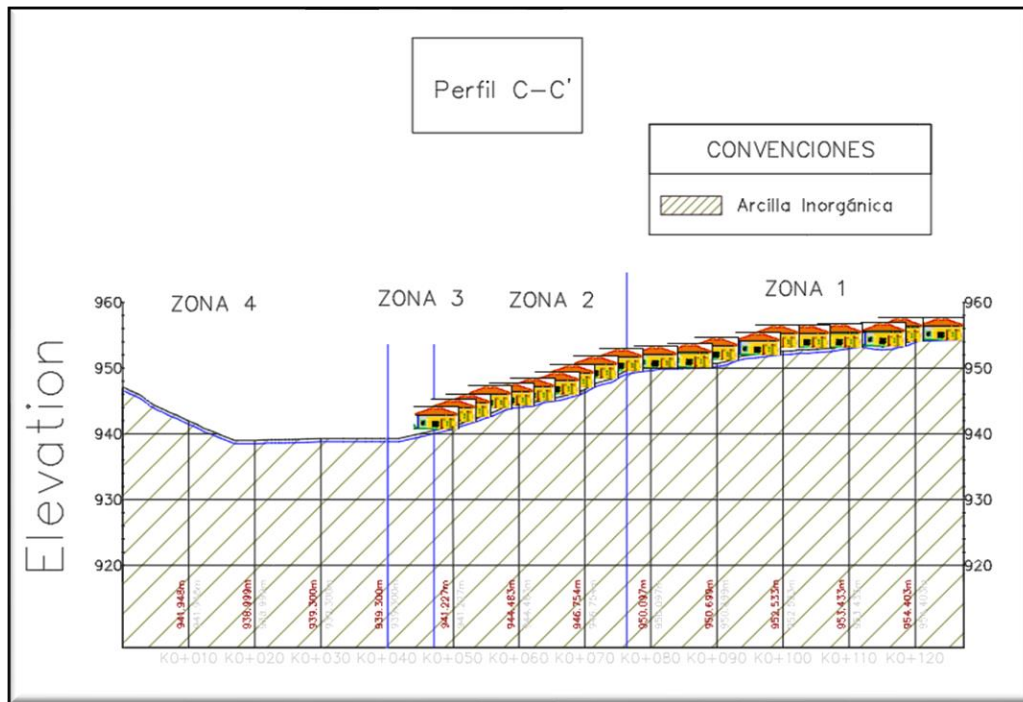 Perfil C-C'
CONVENCIONES
Arcilla Inorgánica
ZONA 4
ZONA 3
ZONA 2
ZONA 1
Elevation
960
950
940
930
920
960
950
940
930
920
941,948m
938,999m
939,300m
939,300m
941,227m
944,483m
946,754m
950,097m
950,699m
952,533m
953,433m
954,403m
K0+010 K0+020 K0+030 K0+040 K0+050 K0+060 K0+070 K0+080 K0+090 K0+100 K0+110 K0+120